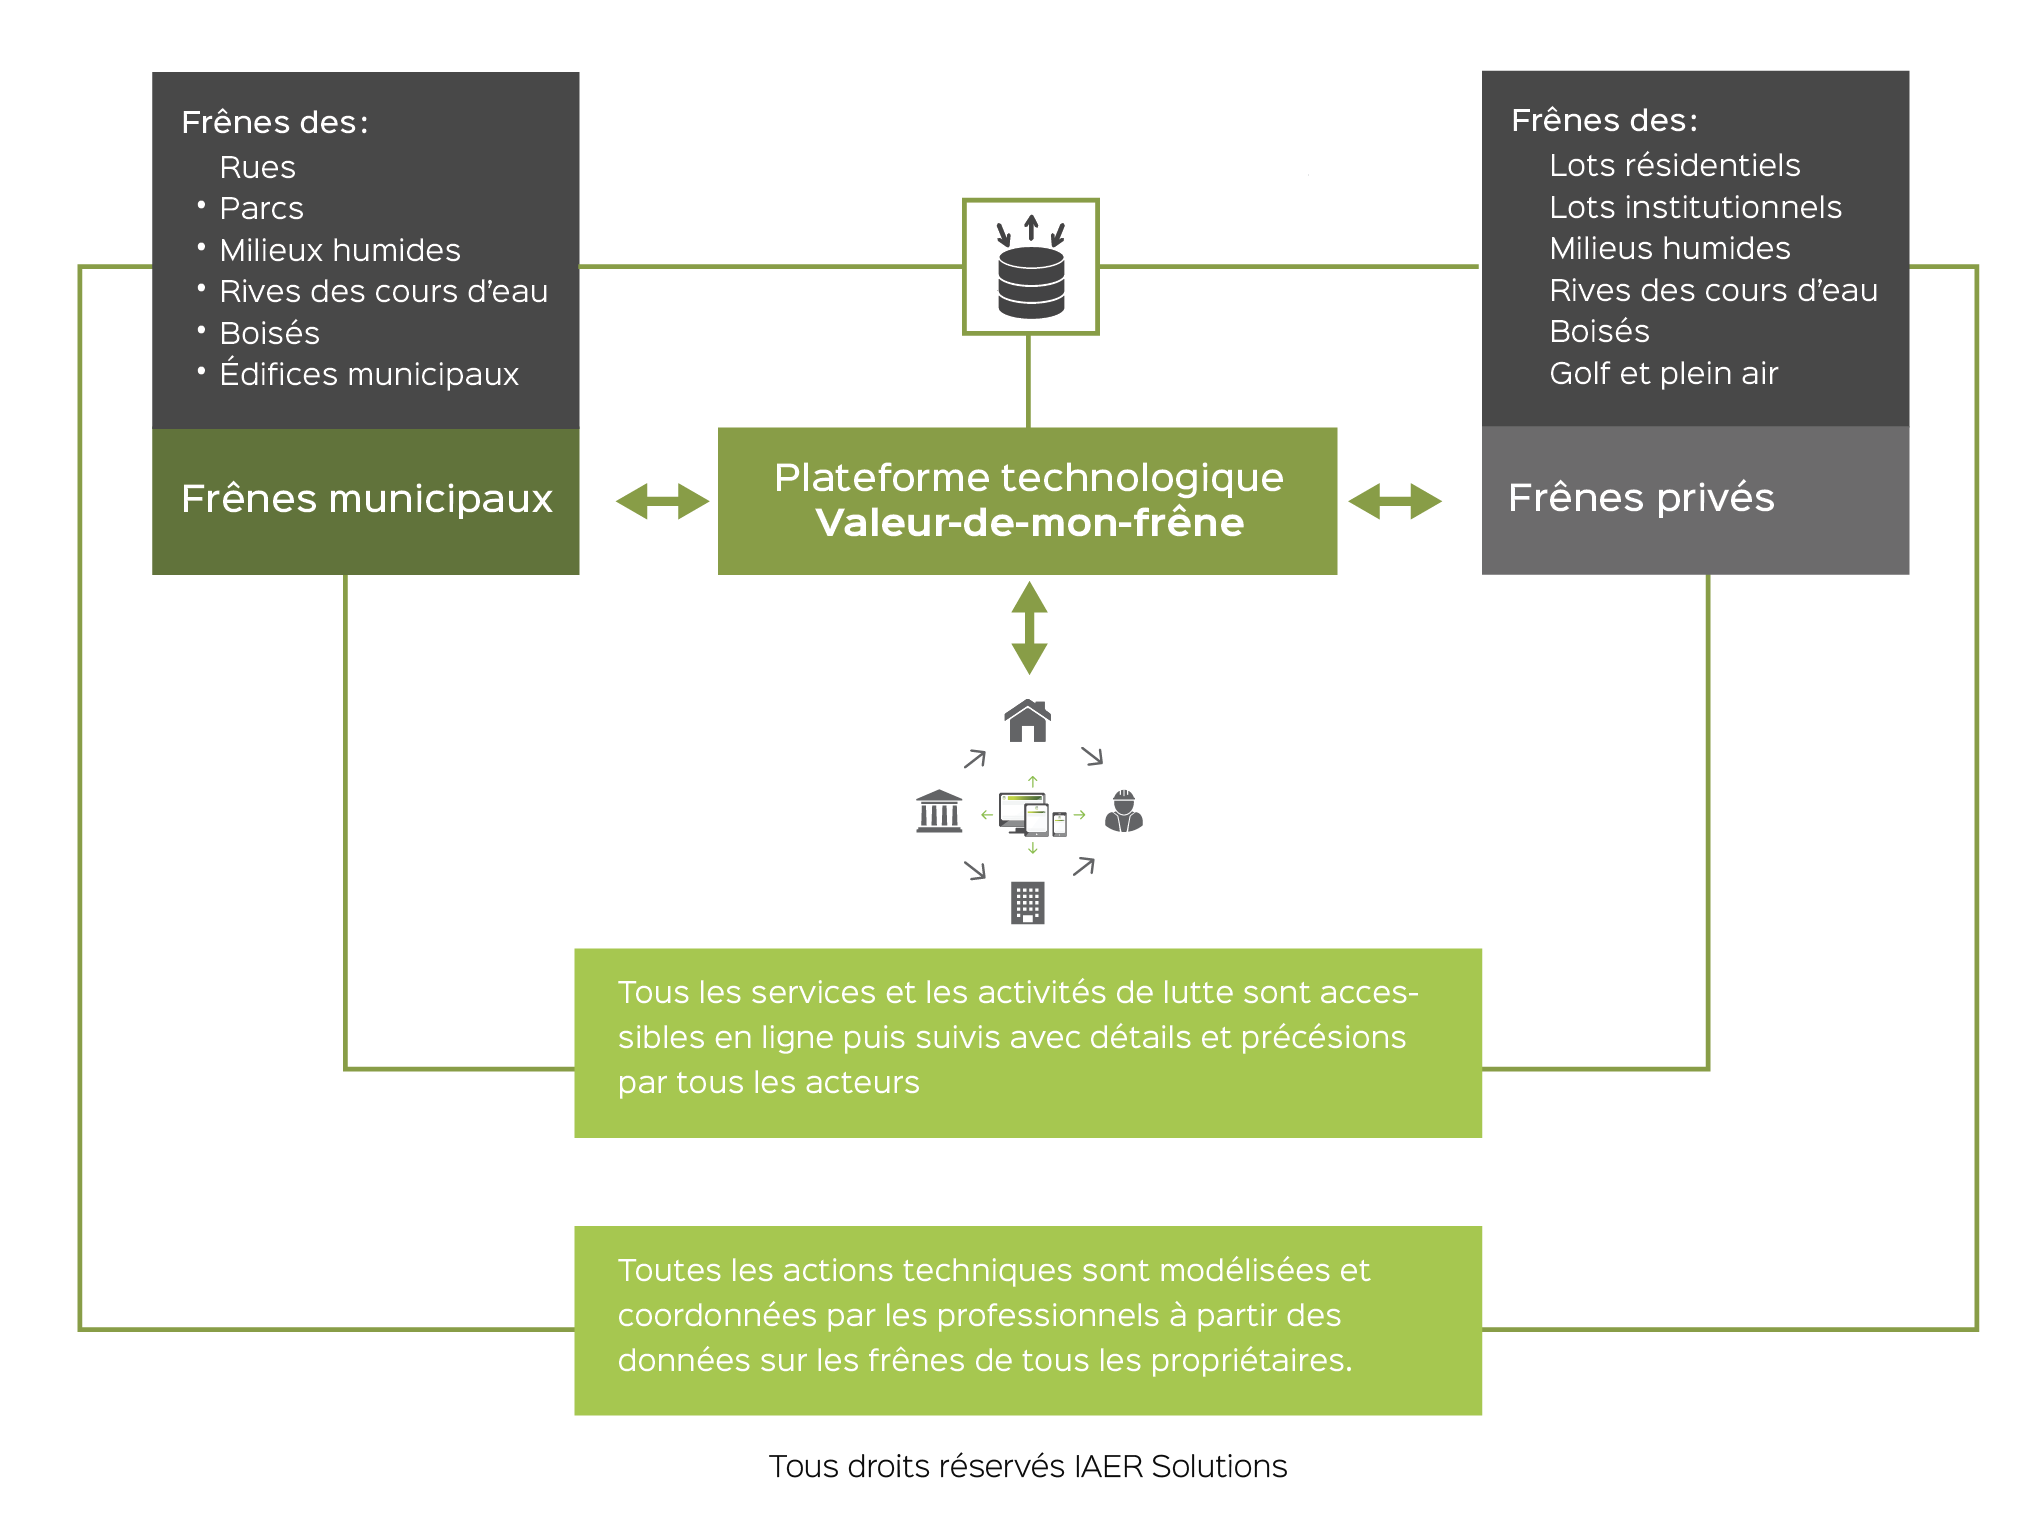 Frênes des:
Rues
• Parcs
• Milieux humides
• Rives des cours d’eau
• Boisés
• Édifices municipaux
Frênes municipaux
Plateforme technologique
Valeur-de-mon-frêne
Frênes des:
Lots résidentiels
Lots institutionnels
Milieus humides
Rives des cours d’eau
Boisés
Golf et plein air
Frênes privés
Tous les services et les activités de lutte sont acces-
sibles en ligne puis suivis avec détails et précésions
par tous les acteurs
Toutes les actions techniques sont modélisées et
coordonnées par les professionnels à partir des
données sur les frênes de tous les propriétaires.
Tous droits réservés IAER Solutions